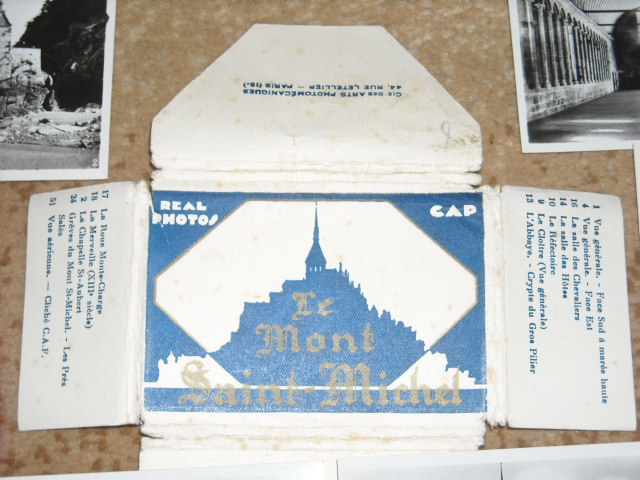 Cie DES ARTS PHOTOMÉCANIQUES
44, RUE LETELLIER - PARIS (15e)
REAL
PHOTOS
CAP
Le
Mont
Saint-Michel
17 La Roue Monte-Charge
18 La Merveille (XIIIe siècle)
2 La Chapelle St-Aubert
24 Grèves du Mont St-Michel. - Les Prés
Salés
51 Vue aérienne. — Cliché C.A.F.
1 Vue générale. - Face Sud à marée haute
4 Vue générale. - Face Est
16 La salle des Chevaliers
14 La salle des Hôtes
10 Le Réfectoire
9 Le Cloître (Vue générale)
13 L'Abbaye. - Crypte du Gros Pilier
2